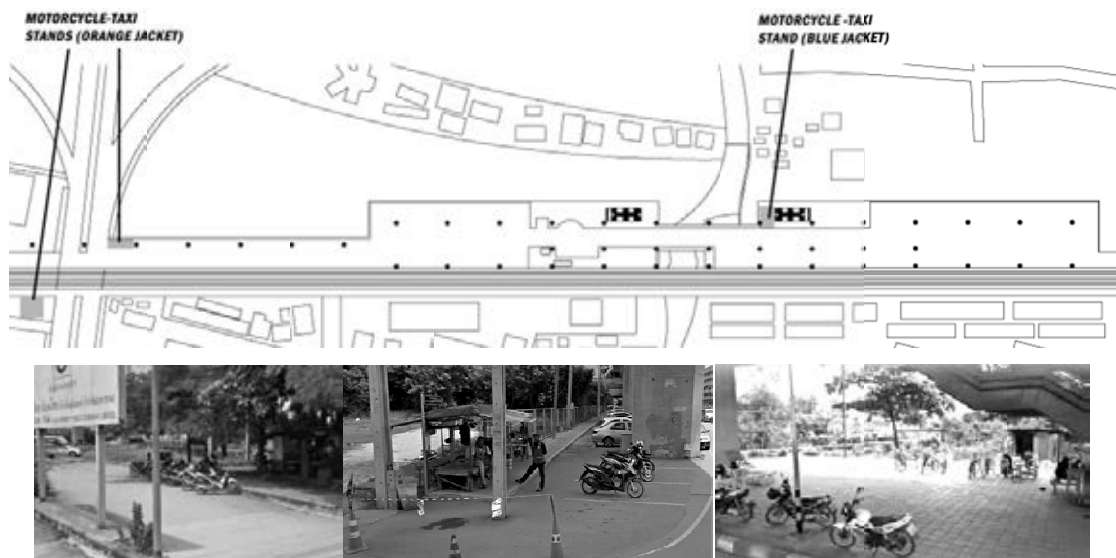 MOTORCYCLE-TAXI
STANDS (ORANGE JACKET)
MOTORCYCLE -TAXI
STAND (BLUE JACKET)